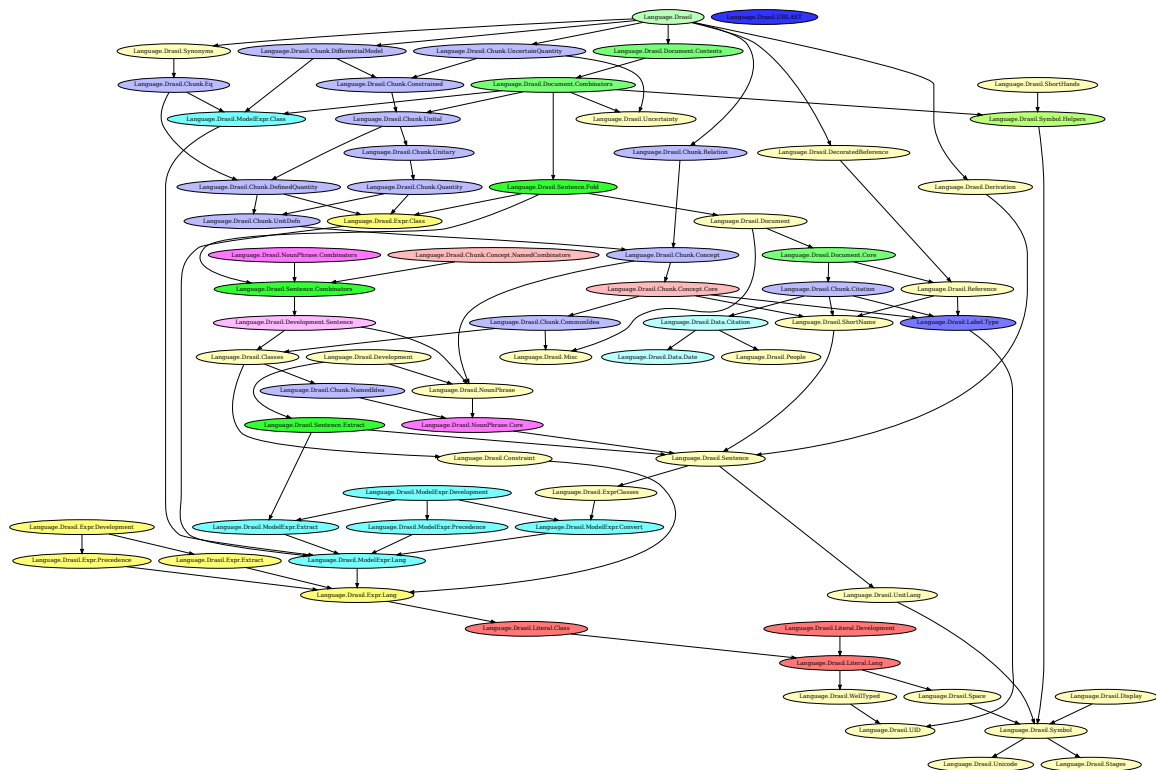 Language.Drasil
Language.Drasil.URI.AST
Language.Drasil.Synonyms
Language.Drasil.Chunk.DifferentialModel
Language.Drasil.Chunk.UncertainQuantity
Language.Drasil.Document.Contents
Language.Drasil.Chunk.Eq
Language.Drasil.Chunk.Constrained
Language.Drasil.Document.Combinators
Language.Drasil.ShortHands
Language.Drasil.ModelExpr.Class
Language.Drasil.Chunk.Unital
Language.Drasil.Uncertainty
Language.Drasil.Symbol.Helpers
Language.Drasil.Chunk.Unitary
Language.Drasil.Chunk.Relation
Language.Drasil.DecoratedReference
Language.Drasil.Chunk.DefinedQuantity
Language.Drasil.Chunk.Quantity
Language.Drasil.Sentence.Fold
Language.Drasil.Derivation
Language.Drasil.Chunk.UnitDefn
Language.Drasil.Expr.Class
Language.Drasil.Document
Language.Drasil.NounPhrase.Combinators
Language.Drasil.Chunk.Concept.NamedCombinators
Language.Drasil.Chunk.Concept
Language.Drasil.Document.Core
Language.Drasil.Sentence.Combinators
Language.Drasil.Chunk.Concept.Core
Language.Drasil.Chunk.Citation
Language.Drasil.Reference
Language.Drasil.Development.Sentence
Language.Drasil.Chunk.CommonIdea
Language.Drasil.Data.Citation
Language.Drasil.ShortName
Language.Drasil.Label.Type
Language.Drasil.Classes
Language.Drasil.Development
Language.Drasil.Misc
Language.Drasil.Data.Date
Language.Drasil.People
Language.Drasil.Chunk.NamedIdea
Language.Drasil.NounPhrase
Language.Drasil.Sentence.Extract
Language.Drasil.NounPhrase.Core
Language.Drasil.Constraint
Language.Drasil.Sentence
Language.Drasil.ModelExpr.Development
Language.Drasil.ExprClasses
Language.Drasil.Expr.Development
Language.Drasil.ModelExpr.Extract
Language.Drasil.ModelExpr.Precedence
Language.Drasil.ModelExpr.Convert
Language.Drasil.Expr.Precedence
Language.Drasil.Expr.Extract
Language.Drasil.ModelExpr.Lang
Language.Drasil.Expr.Lang
Language.Drasil.UnitLang
Language.Drasil.Literal.Class
Language.Drasil.Literal.Development
Language.Drasil.Literal.Lang
Language.Drasil.WellTyped
Language.Drasil.Space
Language.Drasil.Display
Language.Drasil.UID
Language.Drasil.Symbol
Language.Drasil.Unicode
Language.Drasil.Stages